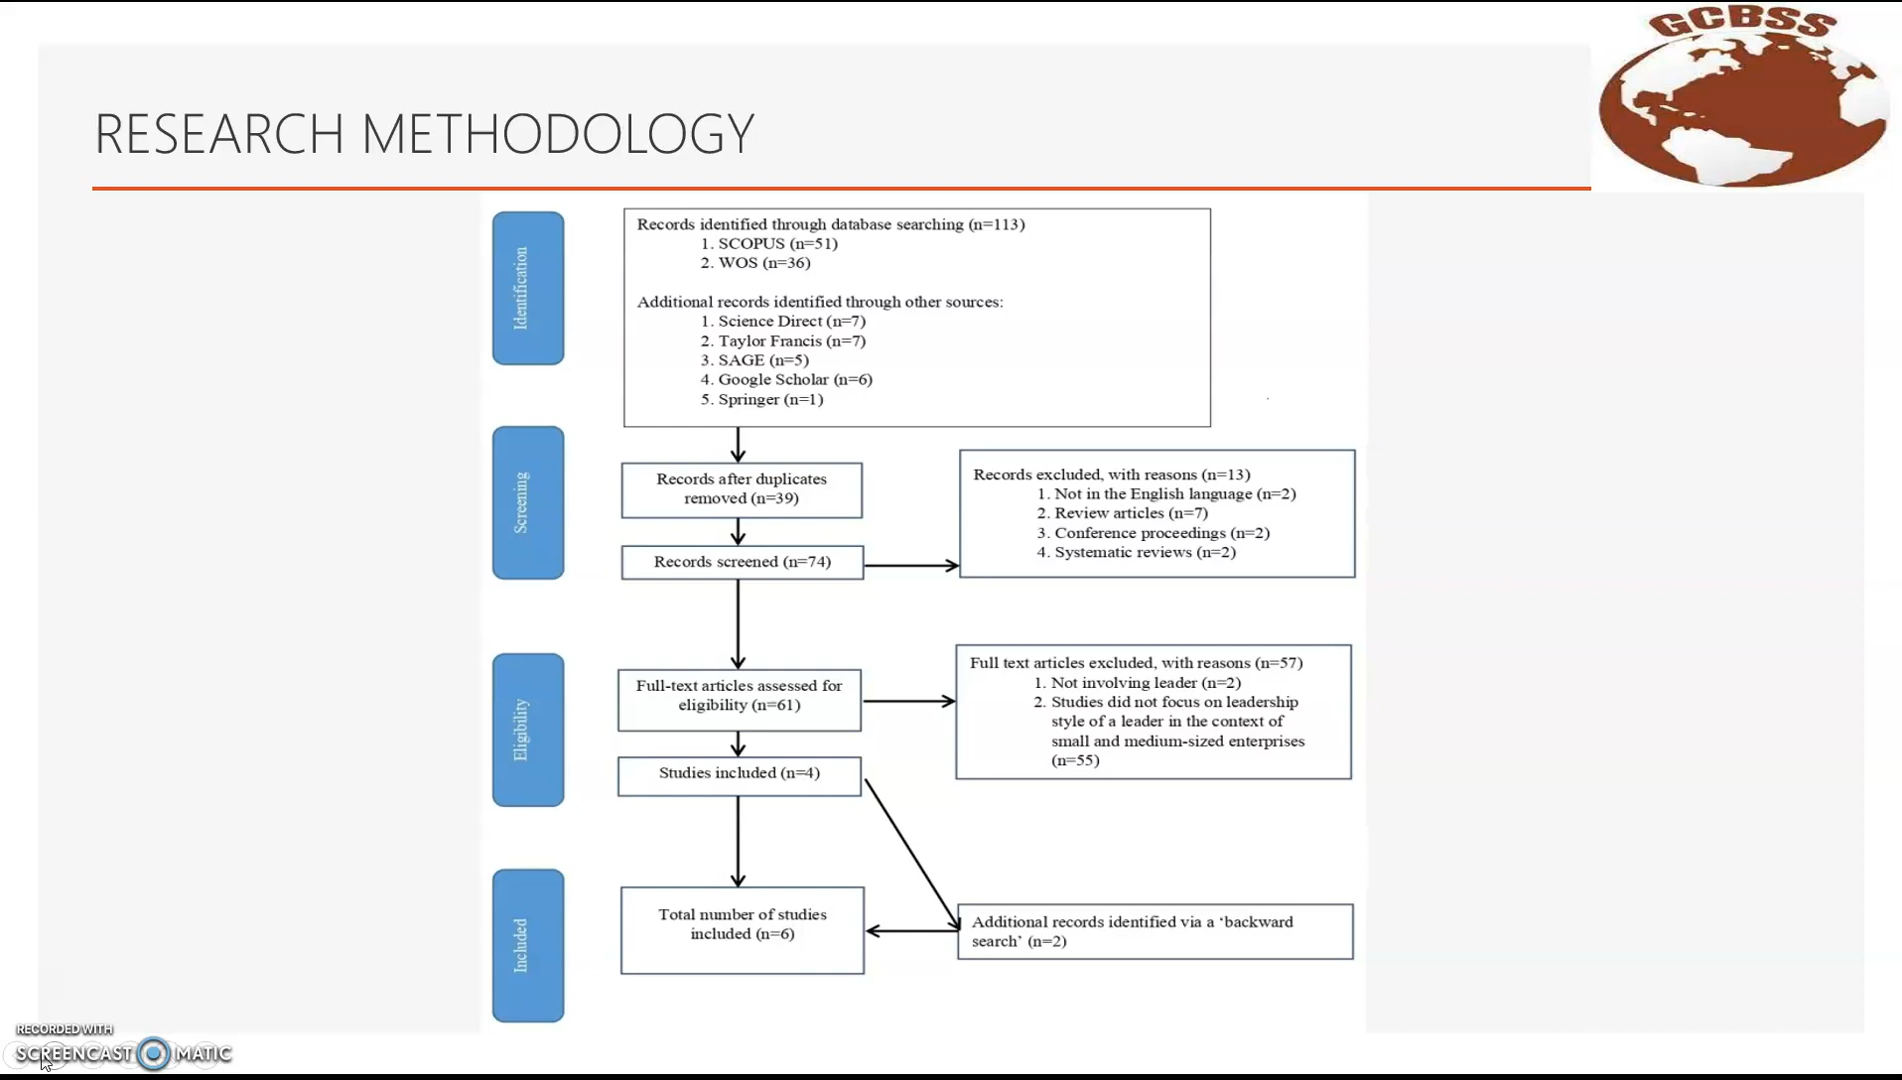 GCBSS
RESEARCH METHODOLOGY
Identification
Records identified through database searching (n=113)
1. SCOPUS (n=51)
2. WOS (n=36)
Additional records identified through other sources:
1. Science Direct (n=7)
2. Taylor Francis (n=7)
3. SAGE (n=5)
4. Google Scholar (n=6)
5. Springer (n=1)
Screening
Records after duplicates
removed (n=39)
Records screened (n=74)
Records excluded, with reasons (n=13)
1. Not in the English language (n=2)
2. Review articles (n=7)
3. Conference proceedings (n=2)
4. Systematic reviews (n=2)
Eligibility
Full-text articles assessed for
eligibility (n=61)
Studies included (n=4)
Full text articles excluded, with reasons (n=57)
1. Not involving leader (n=2)
2. Studies did not focus on leadership
style of a leader in the context of
small and medium-sized enterprises
(n=55)
Included
Total number of studies
included (n=6)
Additional records identified via a ‘backward
search’ (n=2)
RECORDED WITH
SCREENCAST MATIC